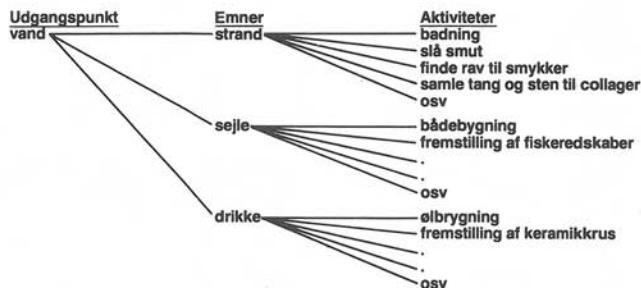 Udgangspunkt Emner Aktiviteter
vand strand badning
slå smut
finde rav til smykker
samle tang og sten til collager
osv
sejle bådebygning
fremstilling af fiskeredskaber
.
.
osv
drikke ølbrygning
fremstilling af keramikkrus
.
.
osv